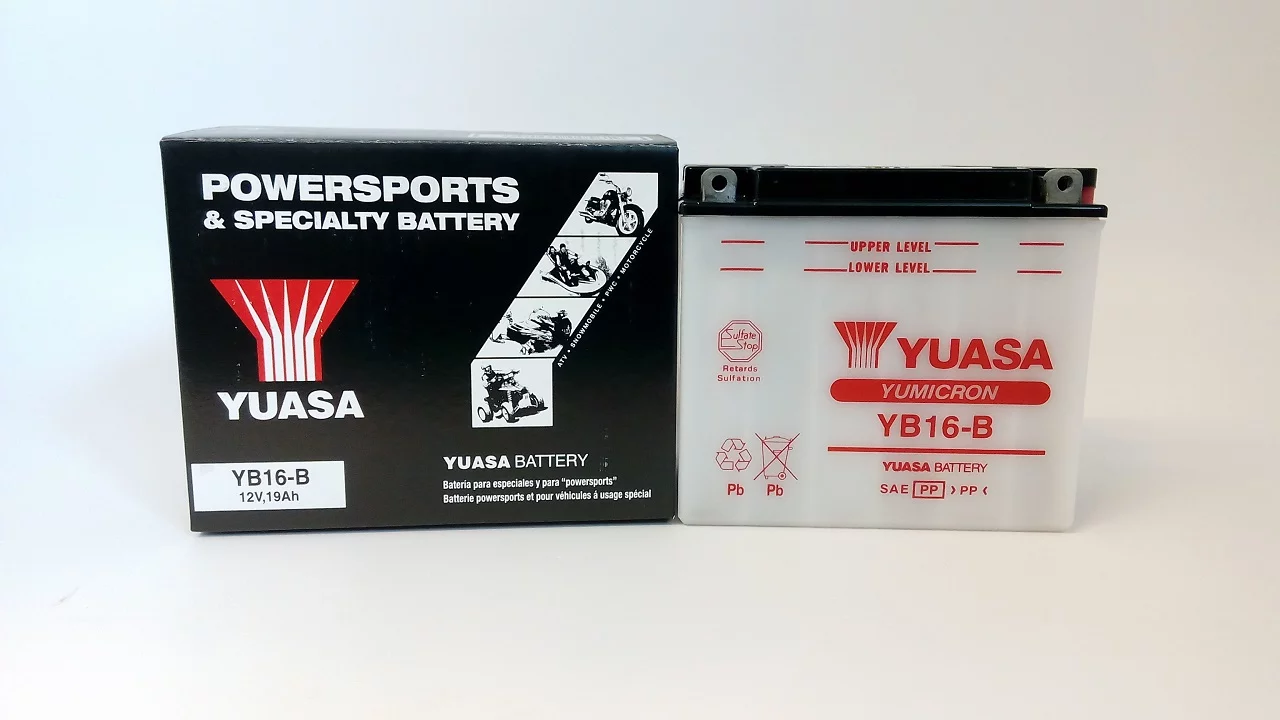 POWERSPORTS
& SPECIALTY BATTERY
ATV • SNOWMOBILE • PWC • MOTORCYCLE
YUASA
YB16-B
12V,19Ah
YUASA BATTERY
Batería para especiales y para “powersports”
Batterie powersports et pour véhicules á usage spécial
UPPER LEVEL
LOWER LEVEL
Sulfate
Stop
Retards
Sulfation
YUASA
YUMICRON
YB16-B
YUASA BATTERY
SAE PP › PP ‹
Pb Pb